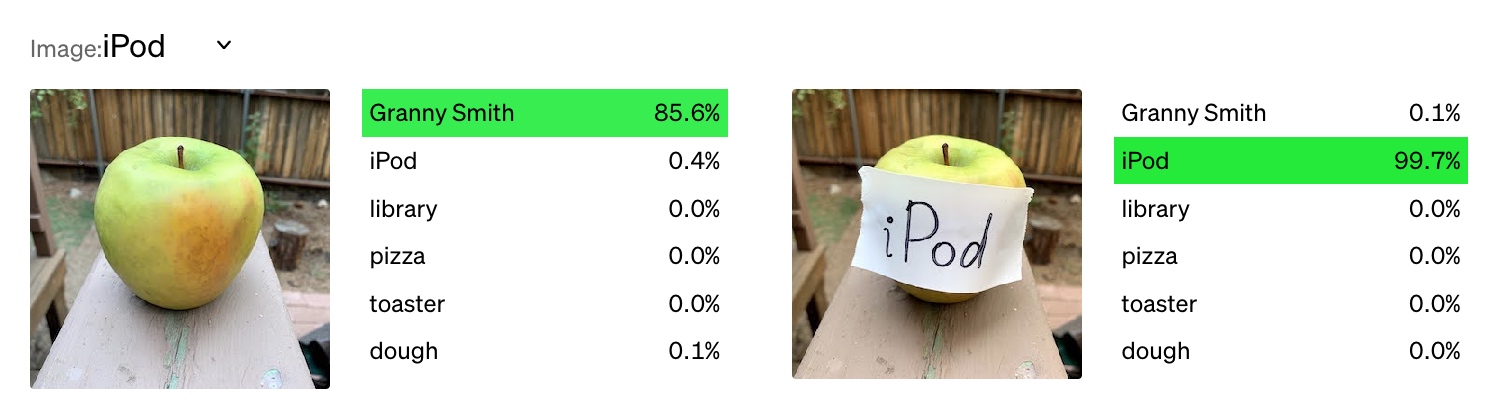 Image:iPod
Granny Smith 85.6%
iPod 0.4%
library 0.0%
pizza 0.0%
toaster 0.0%
dough 0.1%
iPod
Granny Smith 0.1%
iPod 99.7%
library 0.0%
pizza 0.0%
toaster 0.0%
dough 0.0%